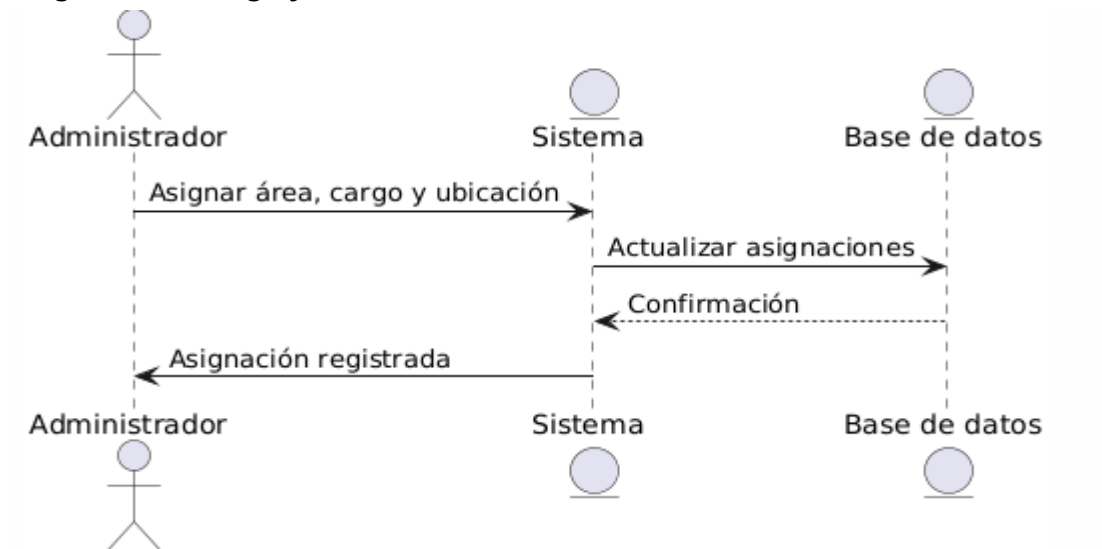 Administrador
Sistema
Base de datos
Asignar área, cargo y ubicación
Actualizar asignaciones
Confirmación
Asignación registrada
Administrador
Sistema
Base de datos